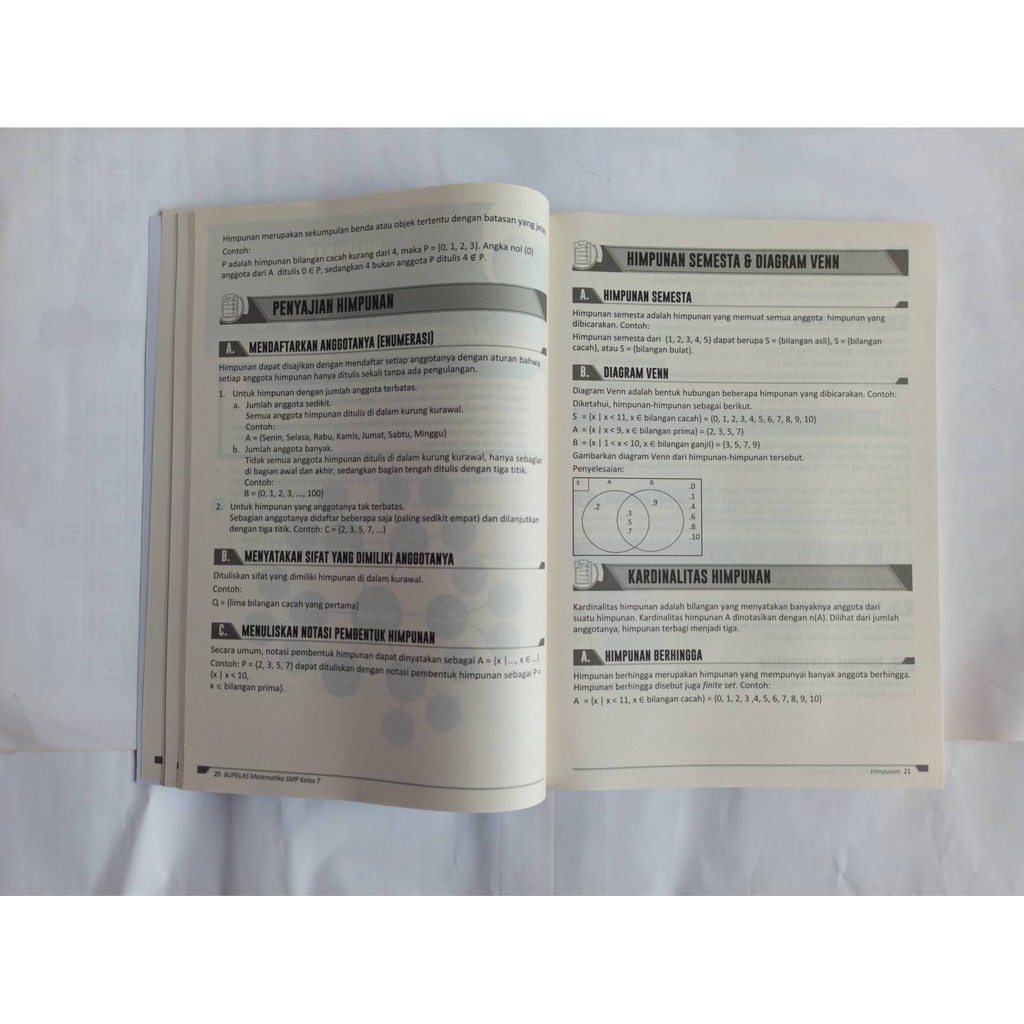 Himpunan merupakan sekumpulan benda atau objek tertentu dengan batasan yang jelas.
Contoh:
P adalah himpunan bilangan cacah kurang dari 4, maka P = {0, 1, 2, 3}. Angka nol (0)
anggota dari A ditulis 0 ∈ P, sedangkan 4 bukan anggota P ditulis 4 ∉ P.
PENYAJIAN HIMPUNAN
A. MENDAFTARKAN ANGGOTANYA (ENUMERASI)
Himpunan dapat disajikan dengan mendaftar setiap anggotanya dengan aturan bahwa
setiap anggota himpunan hanya ditulis sekali tanpa ada pengulangan.
1. Untuk himpunan dengan jumlah anggota terbatas.
a. Jumlah anggota sedikit.
Semua anggota himpunan ditulis di dalam kurung kurawal.
Contoh:
A = {Senin, Selasa, Rabu, Kamis, Jumat, Sabtu, Minggu}
b. Jumlah anggota banyak.
Tidak semua anggota himpunan ditulis di dalam kurung kurawal, hanya sebagian
di bagian awal dan akhir, sedangkan bagian tengah ditulis dengan tiga titik.
Contoh:
B = {0, 1, 2, 3, ..., 100}
2. Untuk himpunan yang anggotanya tak terbatas.
Sebagian anggotanya didaftar beberapa saja (paling sedikit empat) dan dilanjutkan
dengan tiga titik. Contoh: C = {2, 3, 5, 7, ...}
B. MENYATAKAN SIFAT YANG DIMILIKI ANGGOTANYA
Dituliskan sifat yang dimiliki himpunan di dalam kurawal.
Contoh:
Q = {lima bilangan cacah yang pertama}
C. MENULISKAN NOTASI PEMBENTUK HIMPUNAN
Secara umum, notasi pembentuk himpunan dapat dinyatakan sebagai A = {x |..., x ∈ ...}
Contoh: P = {2, 3, 5, 7} dapat dituliskan dengan notasi pembentuk himpunan sebagai P =
{x | x < 10,
x ∈ bilangan prima}.
20 BUPELAS Matematika SMP Kelas 7
HIMPUNAN SEMESTA & DIAGRAM VENN
A. HIMPUNAN SEMESTA
Himpunan semesta adalah himpunan yang memuat semua anggota himpunan yang
dibicarakan. Contoh:
Himpunan semesta dari {1, 2, 3, 4, 5} dapat berupa S = {bilangan asli}, S = {bilangan
cacah}, atau S = {bilangan bulat}.
B. DIAGRAM VENN
Diagram Venn adalah bentuk hubungan beberapa himpunan yang dibicarakan. Contoh:
Diketahui, himpunan-himpunan sebagai berikut.
S = {x | x < 11, x ∈ bilangan cacah} = {0, 1, 2, 3, 4, 5, 6, 7, 8, 9, 10}
A = {x | x < 9, x ∈ bilangan prima} = {2, 3, 5, 7}
B = {x | 1 < x < 10, x ∈ bilangan ganjil} = {3, 5, 7, 9}
Gambarkan diagram Venn dari himpunan-himpunan tersebut.
Penyelesaian:
S A B
.2
.3
.5
.7
.9
.0
.1
.4
.6
.8
.10
KARDINALITAS HIMPUNAN
Kardinalitas himpunan adalah bilangan yang menyatakan banyaknya anggota dari
suatu himpunan. Kardinalitas himpunan A dinotasikan dengan n(A). Dilihat dari jumlah
anggotanya, himpunan terbagi menjadi tiga.
A. HIMPUNAN BERHINGGA
Himpunan berhingga merupakan himpunan yang mempunyai banyak anggota berhingga.
Himpunan berhingga disebut juga finite set. Contoh:
A = {x | x < 11, x ∈ bilangan cacah} = {0, 1, 2, 3 ,4, 5, 6, 7, 8, 9, 10}
Himpunan 21